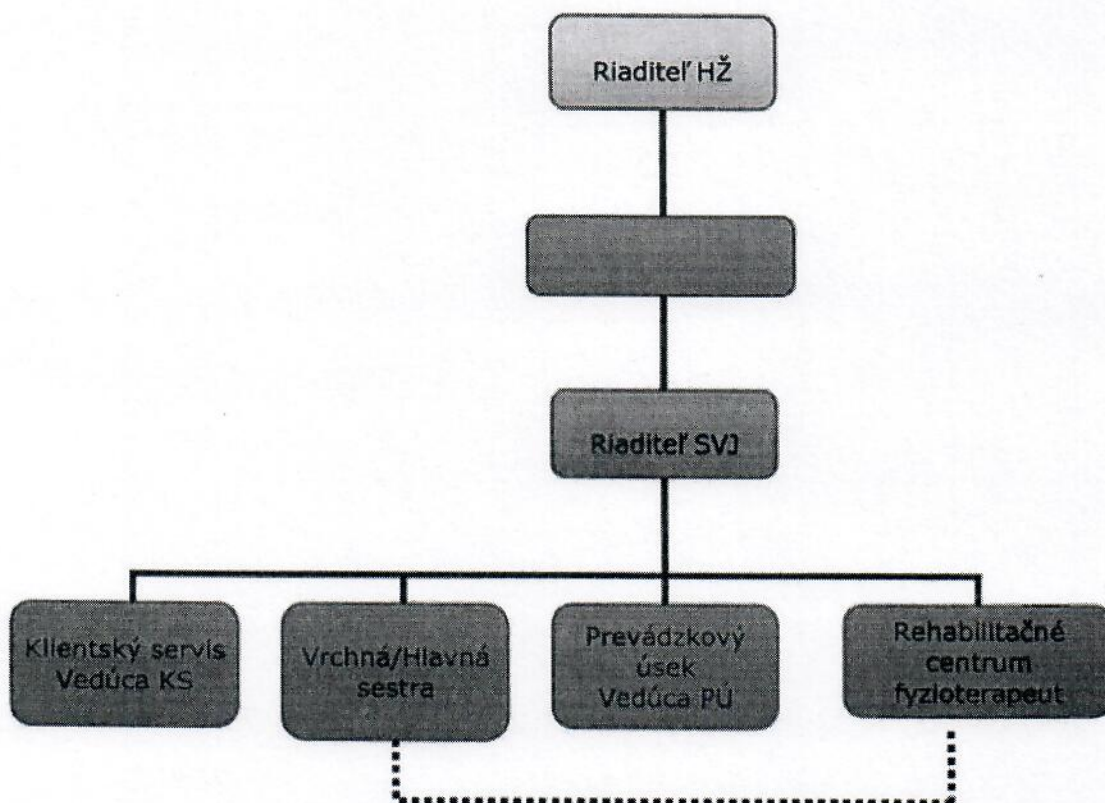 Riaditeľ HŽ
Riaditeľ SVJ
Klientský servis
Vedúca KS
Vrchná/Hlavná
sestra
Prevádzkový
úsek
Vedúca PÚ
Rehabilitačné
centrum
fyzioterapeut